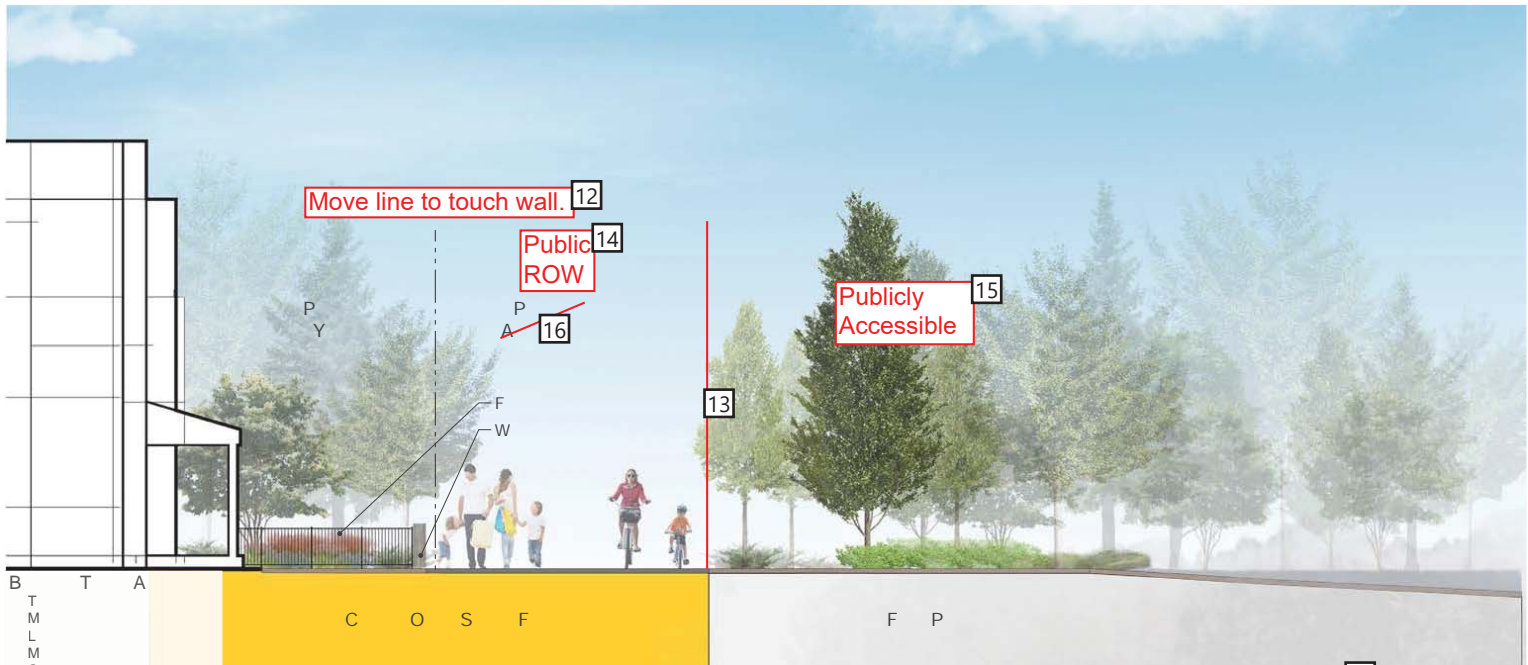 Move line to touch wall. 12
Public 14
ROW
Publicly 15
Accessible
P
Y
P
A 16
13
F
W
B T A
T
M
L
M
C O S F
F P